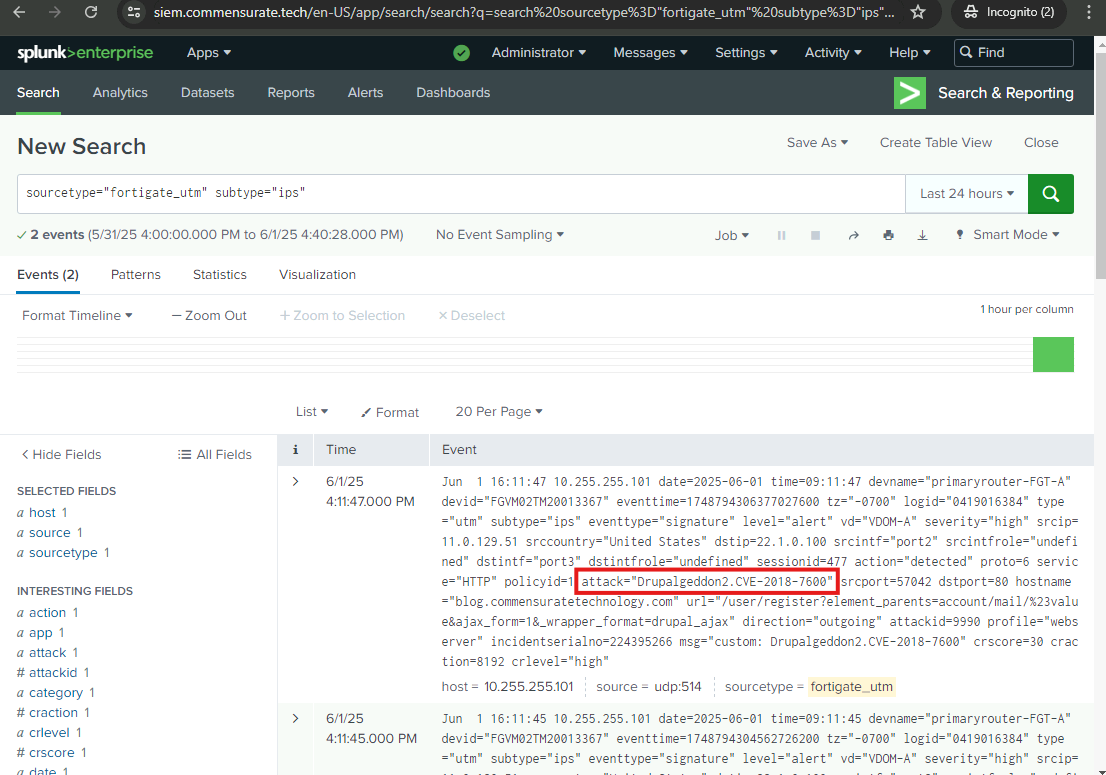 siem.commensurate.tech/en-US/app/search/search?q=search%20sourcetype%3D"fortigate_utm"%20subtype%3D"ips"...
Incognito (2)
splunk>enterprise
Apps
Administrator
Messages
Settings
Activity
Help
Find
Search
Analytics
Datasets
Reports
Alerts
Dashboards
Search & Reporting
New Search
Save As
Create Table View
Close
sourcetype="fortigate_utm" subtype="ips"
Last 24 hours
2 events (5/31/25 4:00:00.000 PM to 6/1/25 4:40:28.000 PM)
No Event Sampling
Job
Smart Mode
Events (2)
Patterns
Statistics
Visualization
Format Timeline
— Zoom Out
+ Zoom to Selection
× Deselect
1 hour per column
List
Format
20 Per Page
< Hide Fields
All Fields
SELECTED FIELDS
a host 1
a source 1
a sourcetype 1
INTERESTING FIELDS
a action 1
a app 1
a attack 1
# attackid 1
a category 1
# craction 1
a crlevel 1
# crscore 1
a date 1
i
Time
Event
6/1/25
4:11:47.000 PM
Jun  1 16:11:47 10.255.255.101 date=2025-06-01 time=09:11:47 devname="primaryrouter-FGT-A"
devid="FGVM02TM20013367" eventtime=1748794306377027600 tz="-0700" logid="0419016384" type
="utm" subtype="ips" eventtype="signature" level="alert" vd="VDOM-A" severity="high" srcip=
11.0.129.51 srccountry="United States" dstip=22.1.0.100 srcintf="port2" srcintfrole="undefi
ned" dstintf="port3" dstintfrole="undefined" sessionid=477 action="detected" proto=6 servic
e="HTTP" policyid=1 attack="Drupalgeddon2.CVE-2018-7600" srcport=57042 dstport=80 hostname
="blog.commensuratetechnology.com" url="/user/register?element_parents=account/mail/%23valu
e&ajax_form=1&_wrapper_format=drupal_ajax" direction="outgoing" attackid=9990 profile="webs
erver" incidentserialno=224395266 msg="custom: Drupalgeddon2.CVE-2018-7600" crscore=30 crac
tion=8192 crlevel="high"
host = 10.255.255.101
source = udp:514
sourcetype = fortigate_utm
6/1/25
4:11:45.000 PM
Jun  1 16:11:45 10.255.255.101 date=2025-06-01 time=09:11:45 devname="primaryrouter-FGT-A"
devid="FGVM02TM20013367" eventtime=1748794304562726200 tz="-0700" logid="0419016384" type
="utm" subtype="ips" eventtype="signature" level="alert" vd="VDOM-A" severity="high" srcip=